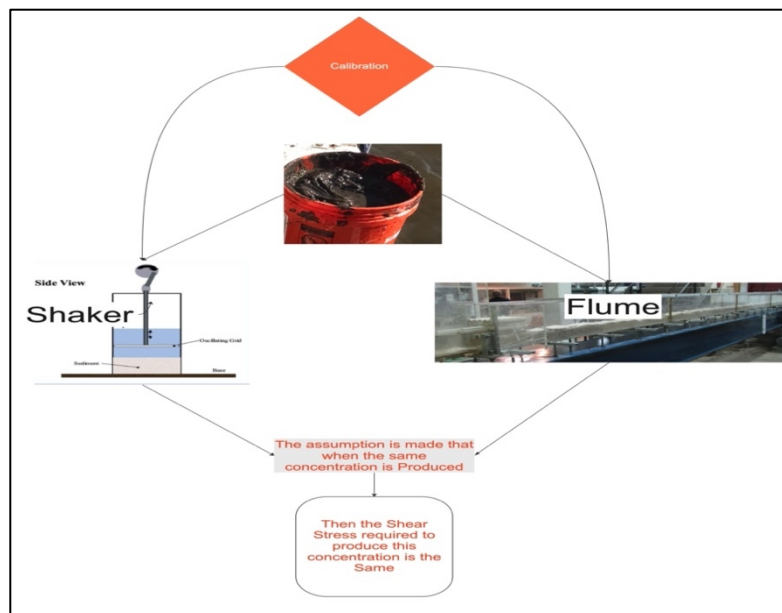 Calibration
Side View
Shaker
Oscillating Grid
Sediment
Base
Flume
The assumption is made that
when the same
concentration is Produced
Then the Shear
Stress required to
produce this
concentration is the
Same